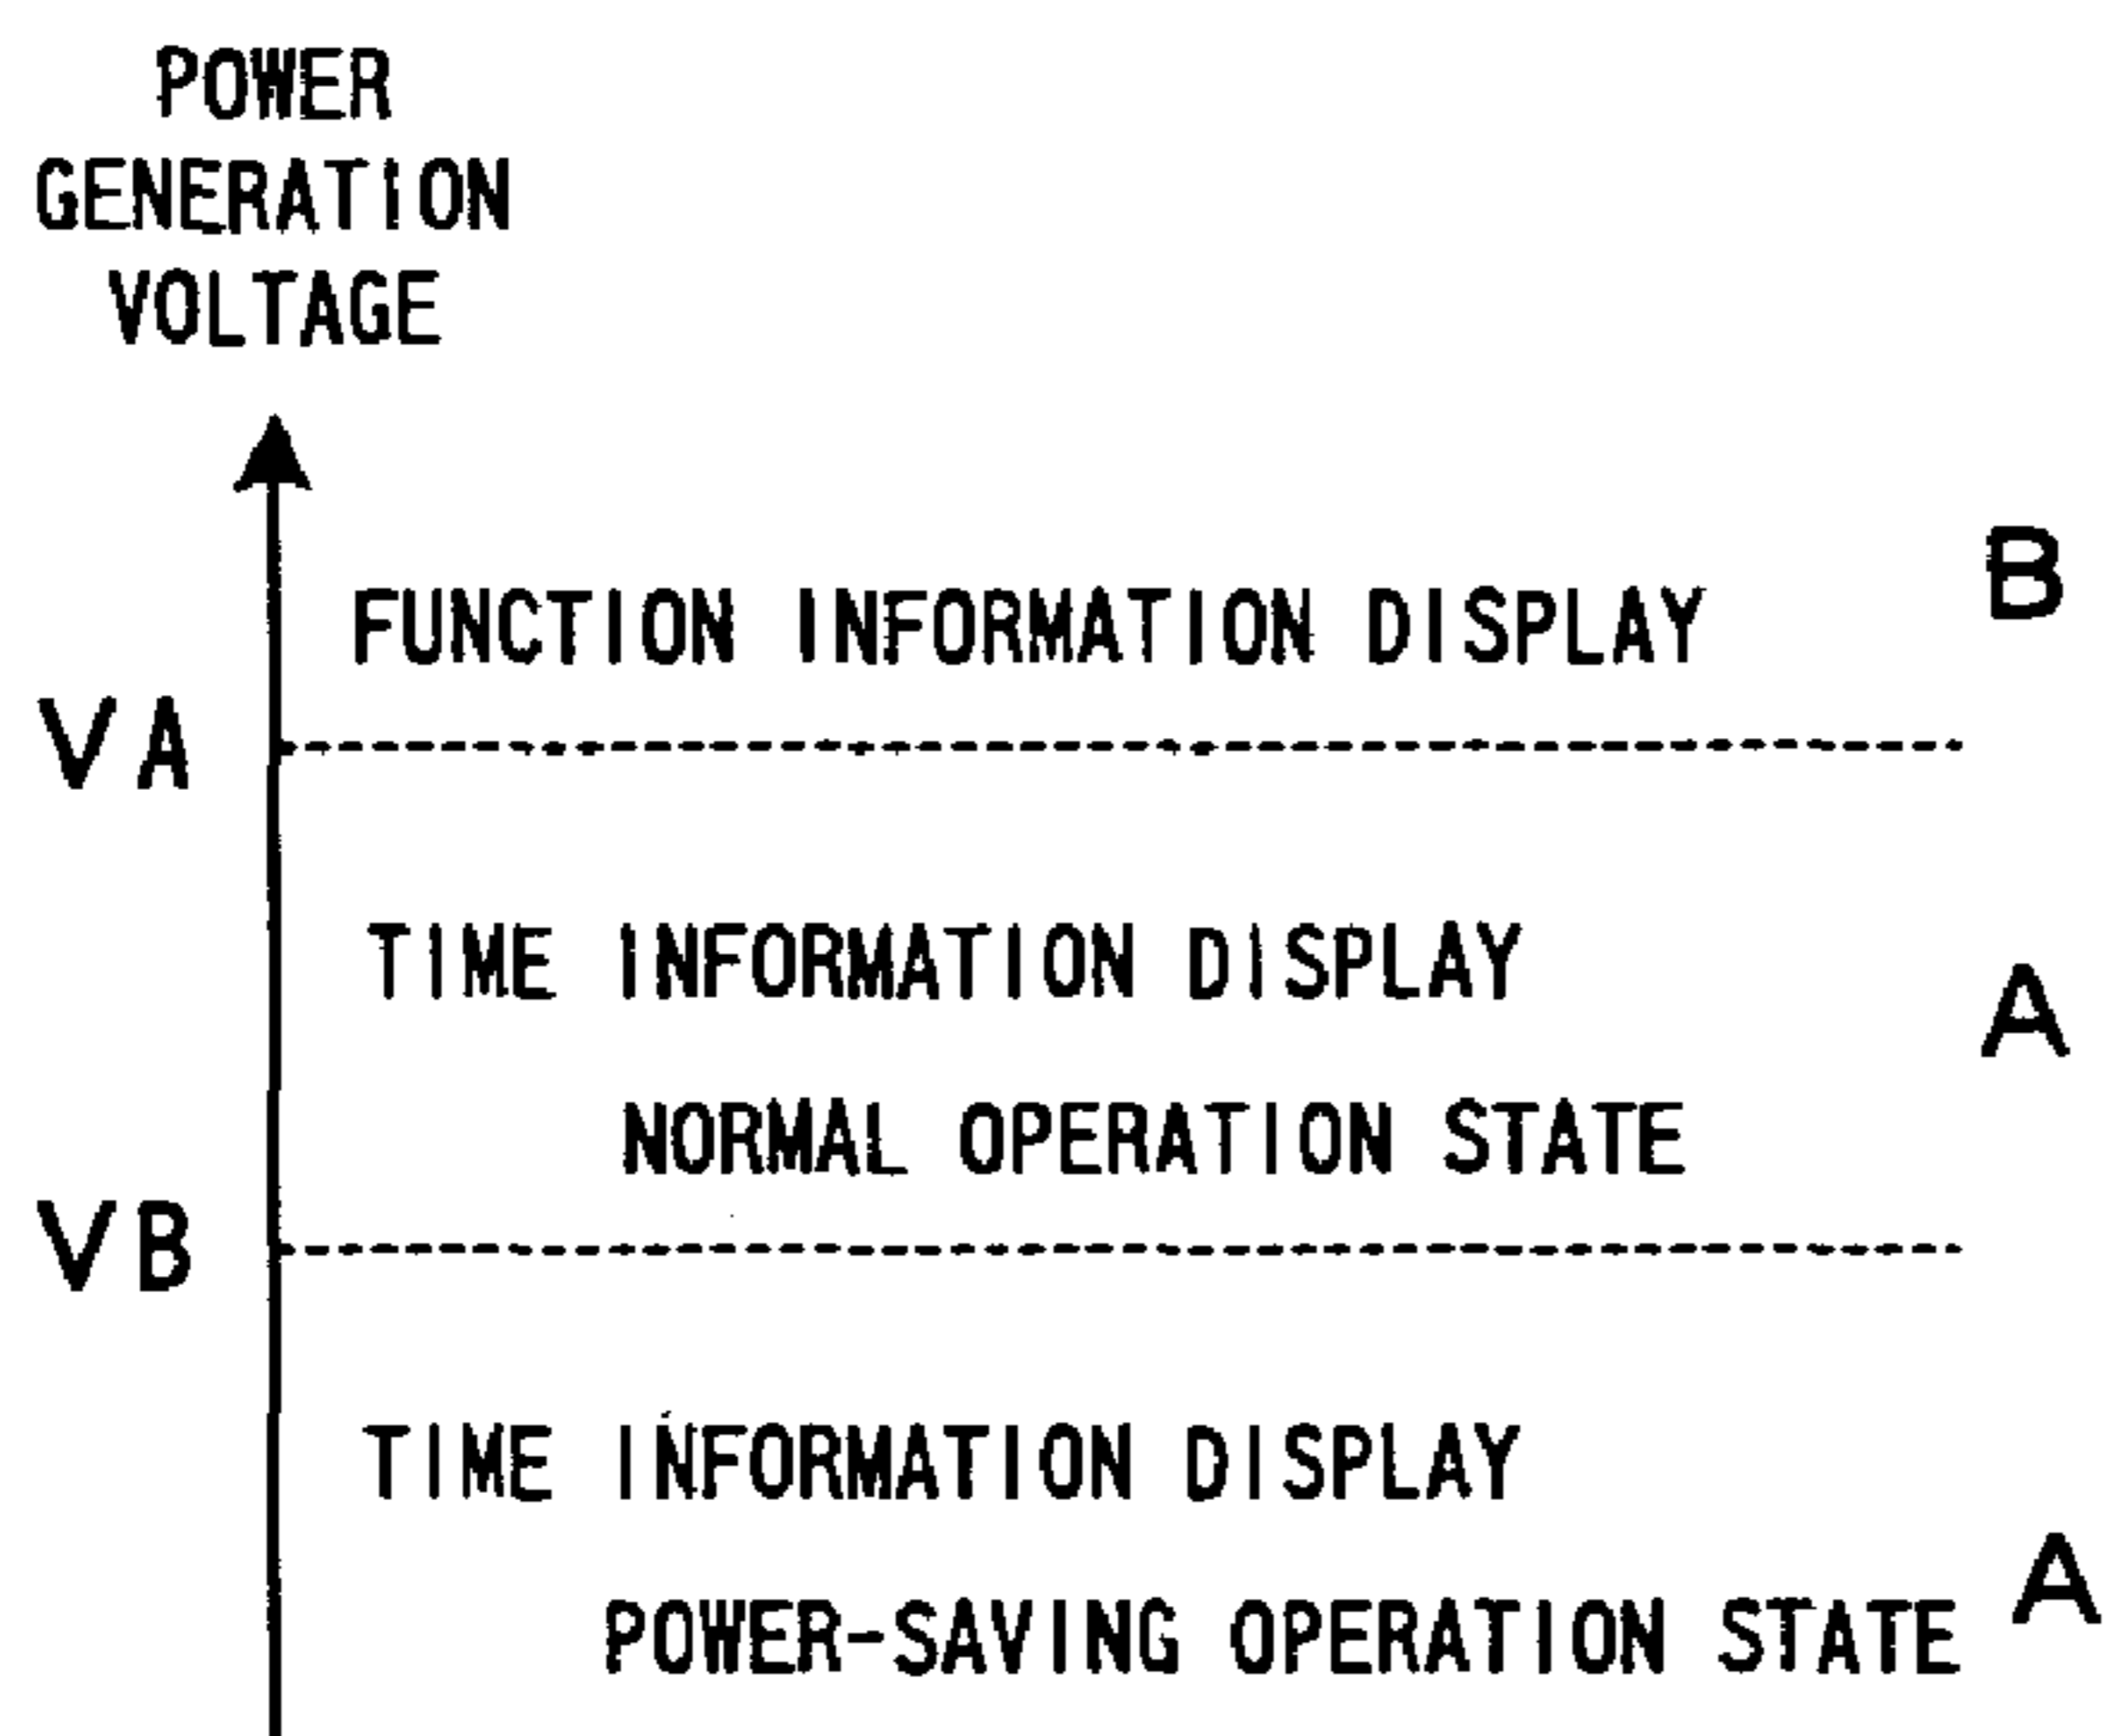 POWER
GENERATION
VOLTAGE
B
FUNCTION INFORMATION DISPLAY
VA
TIME INFORMATION DISPLAY
A
NORMAL OPERATION STATE
VB
TIME INFORMATION DISPLAY
A
POWER-SAVING OPERATION STATE